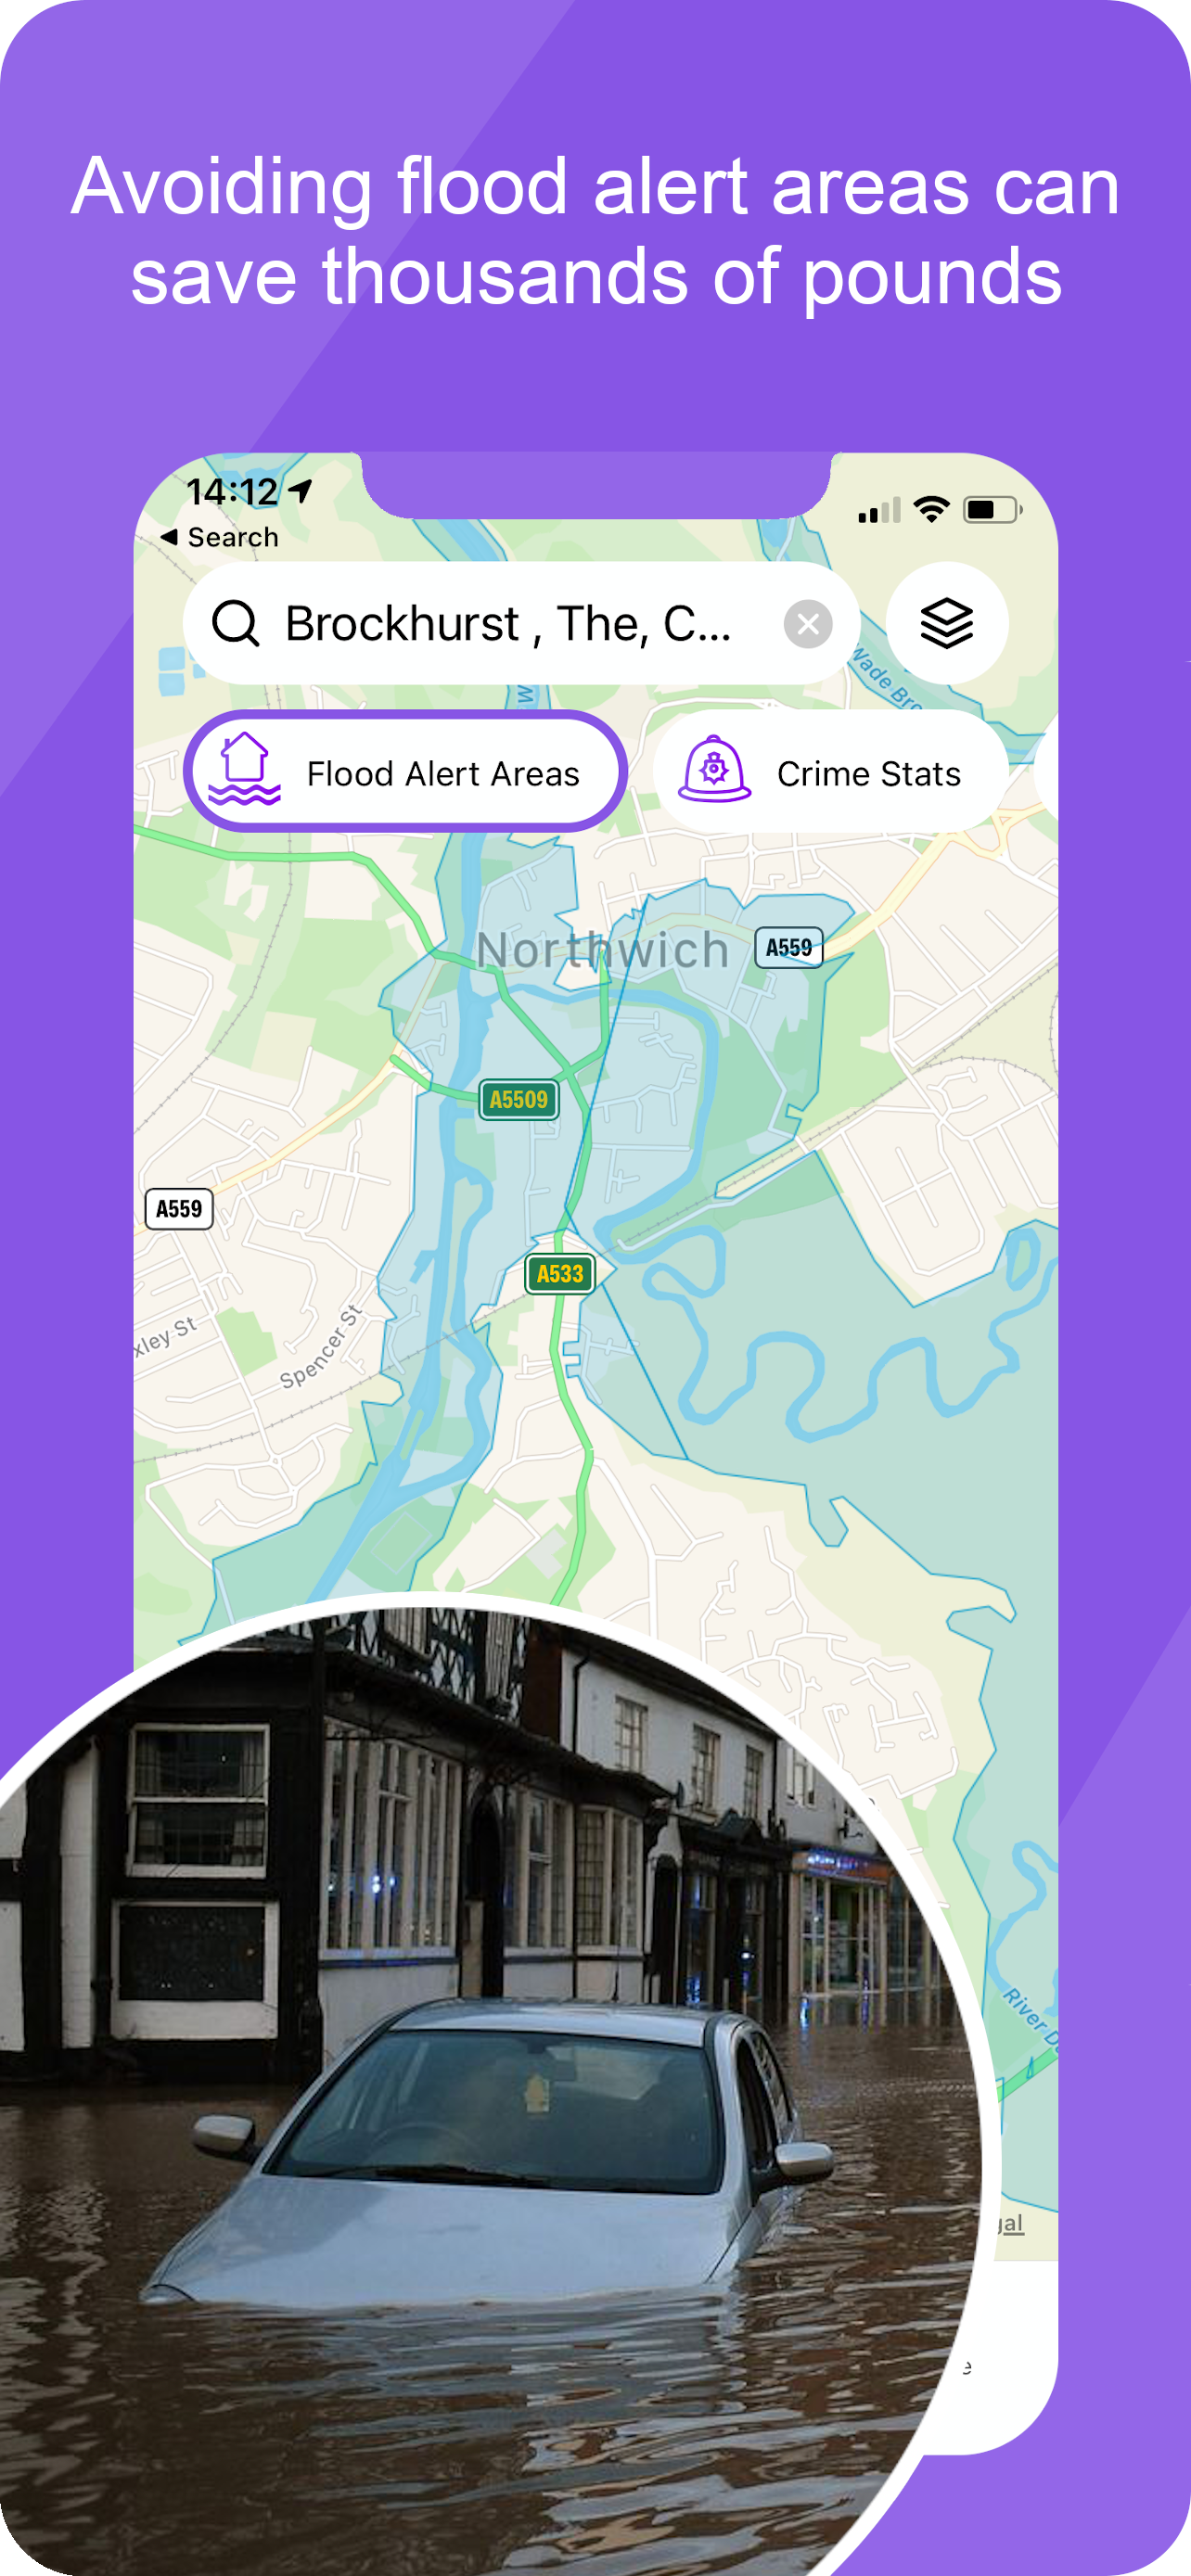 Avoiding flood alert areas can
save thousands of pounds
14:12
Search
Brockhurst , The, C...
Wade Bro
W
Flood Alert Areas
Crime Stats
Northwich
A559
A5509
A559
A533
xley St
Spencer St
River D
gal
e